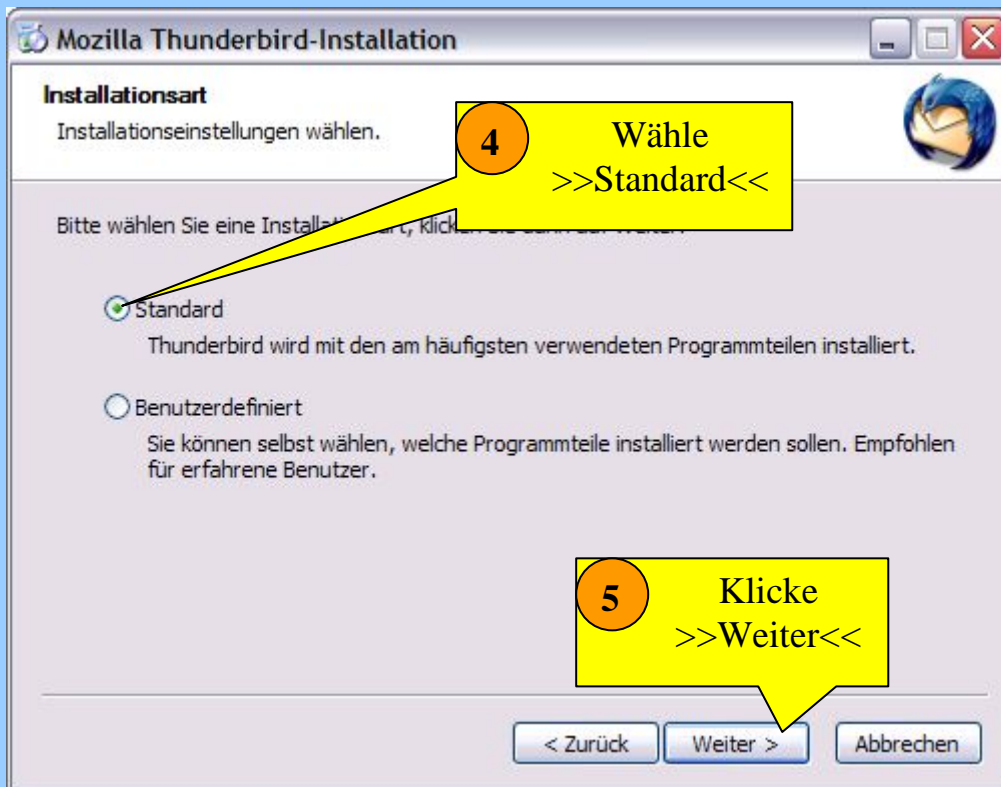 Mozilla Thunderbird-Installation
Installationsart
Installationseinstellungen wählen.
4
Wähle
>>Standard<<
Bitte wählen Sie eine Install
t, klick
Standard
Thunderbird wird mit den am häufigsten verwendeten Programmteilen installiert.
Benutzerdefiniert
Sie können selbst wählen, welche Programmteile installiert werden sollen. Empfohlen
für erfahrene Benutzer.
5
Klicke
>>Weiter<<
< Zurück
Weiter >
Abbrechen